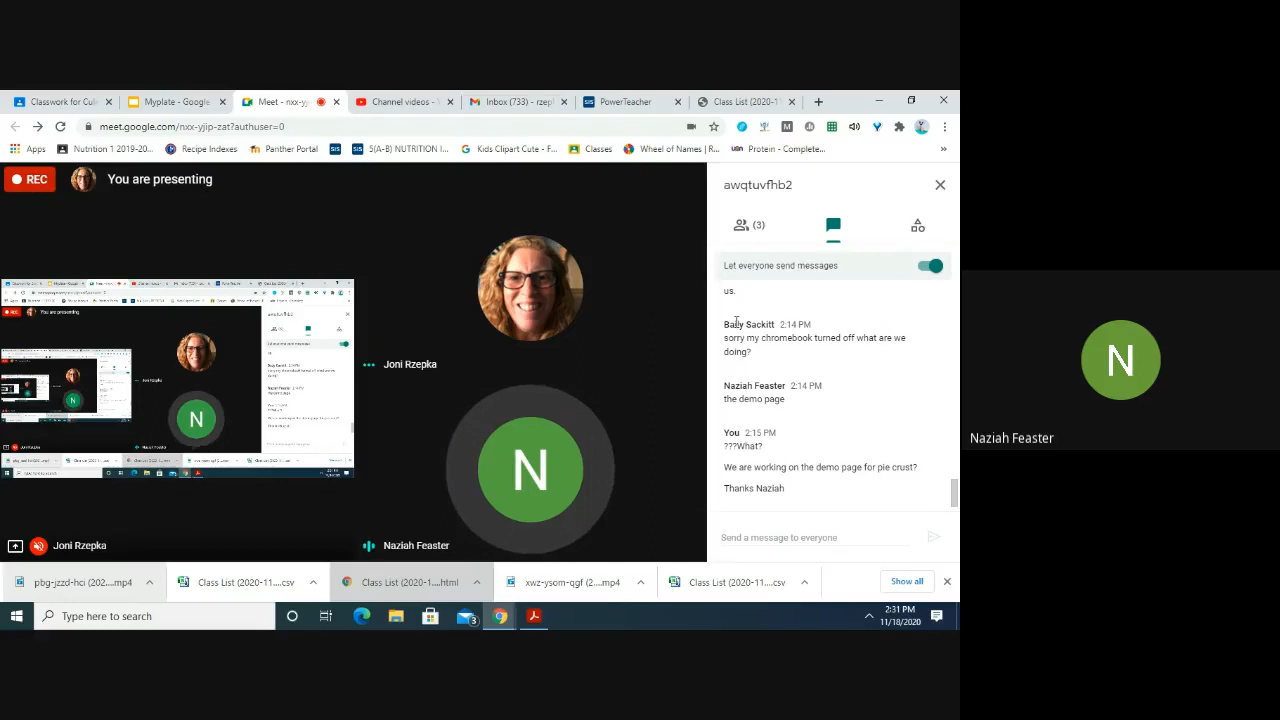 Classwork for Cul
Myplate - Google
Meet - nxx-yj
Channel videos -
Inbox (733) - rzep
PowerTeacher
Class List (2020-11
meet.google.com/nxx-yjip-zat?authuser=0
Apps
Nutrition 1 2019-20...
Recipe Indexes
Panther Portal
SIS
SIS
5(A-B) NUTRITION I...
Kids Clipart Cute - F...
Classes
Wheel of Names | R...
ugn
Protein - Complete...
REC
You are presenting
awqtuvfhb2
(3)
Let everyone send messages
us.
Sackitt 2:14 PM
sorry my chromebook turned off what are we
doing?
Naziah Feaster 2:14 PM
the demo page
You 2:15 PM
???What?
We are working on the demo page for pie crust?
Thanks Naziah
Send a message to everyone
Joni Rzepka
N
Joni Rzepka
Naziah Feaster
N
Naziah Feaster
pbg-jzzd-hci (202....mp4
Class List (2020-11....csv
Class List (2020-1....html
xwz-ysom-qgf (2....mp4
Class List (2020-11....csv
Show all
Type here to search
3
2:31 PM
11/18/2020